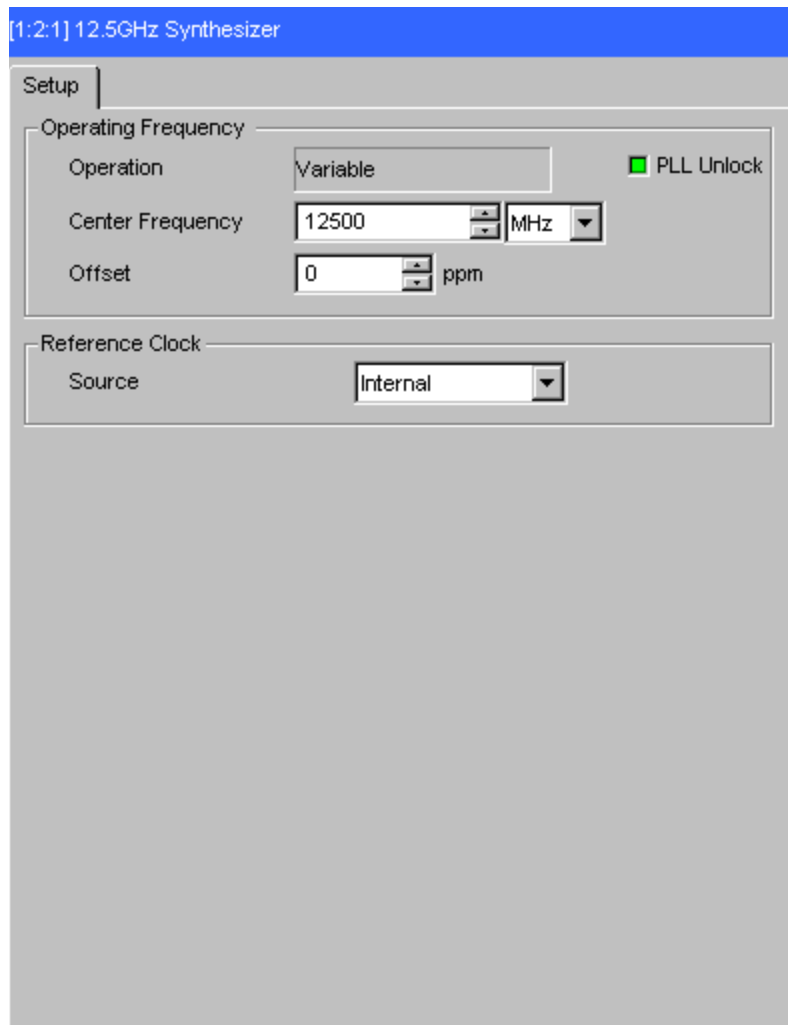 [1:2:1] 12.5GHz Synthesizer
Setup
Operating Frequency
Operation Variable PLL Unlock
Center Frequency 12500 MHz
Offset 0 ppm
Reference Clock
Source Internal